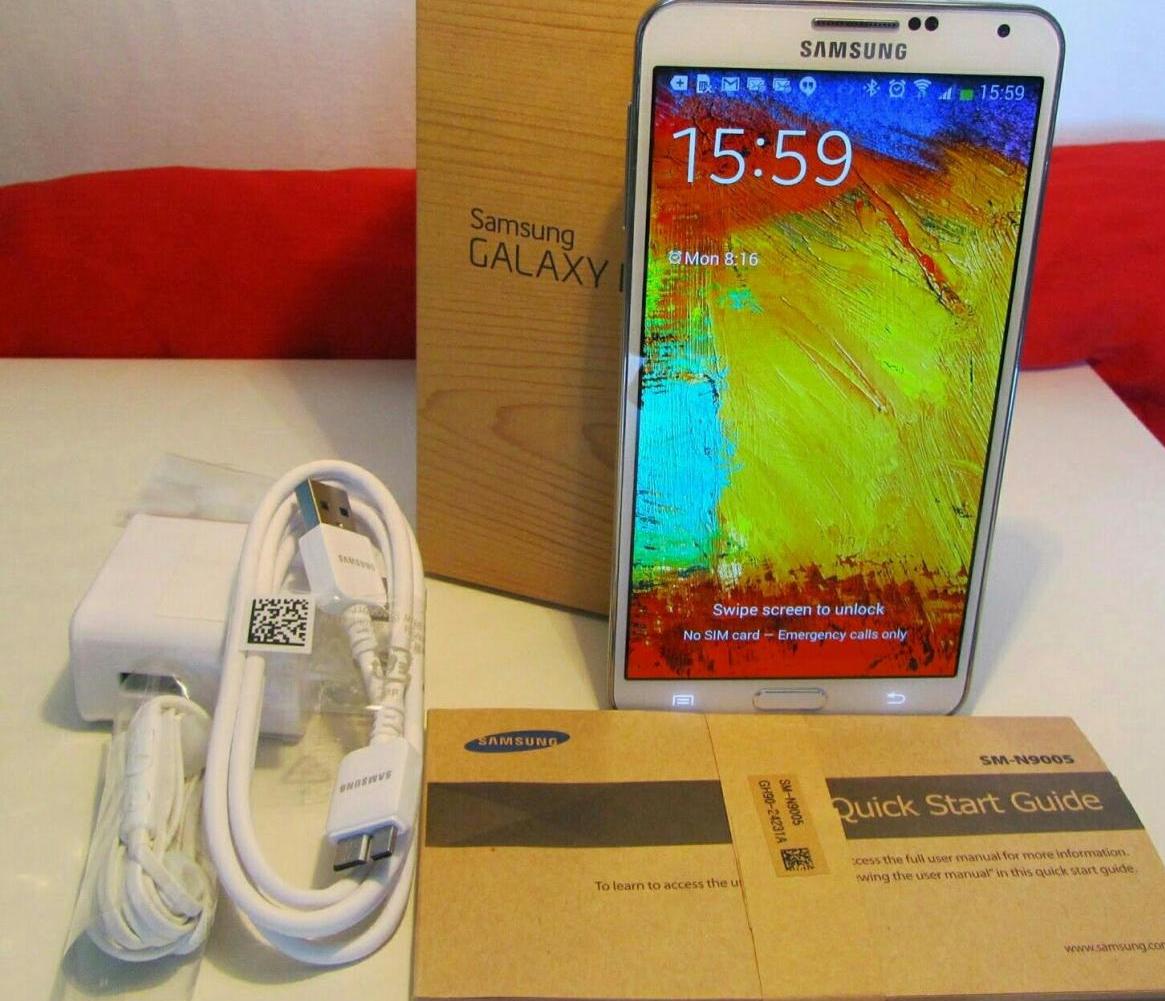 SAMSUNG
15:59
15:59
Mon 8:16
Samsung
GALAXY
Swipe screen to unlock
No SIM card — Emergency calls only
SAMSUNG
SAMSUNG
SAMSUNG
SM-N9005
Quick Start Guide
SM-N9005
GH90-24231A
To learn to access the
cess the full user manual for more information.
wing the user manual" in this quick start guide.
www.samsung.co